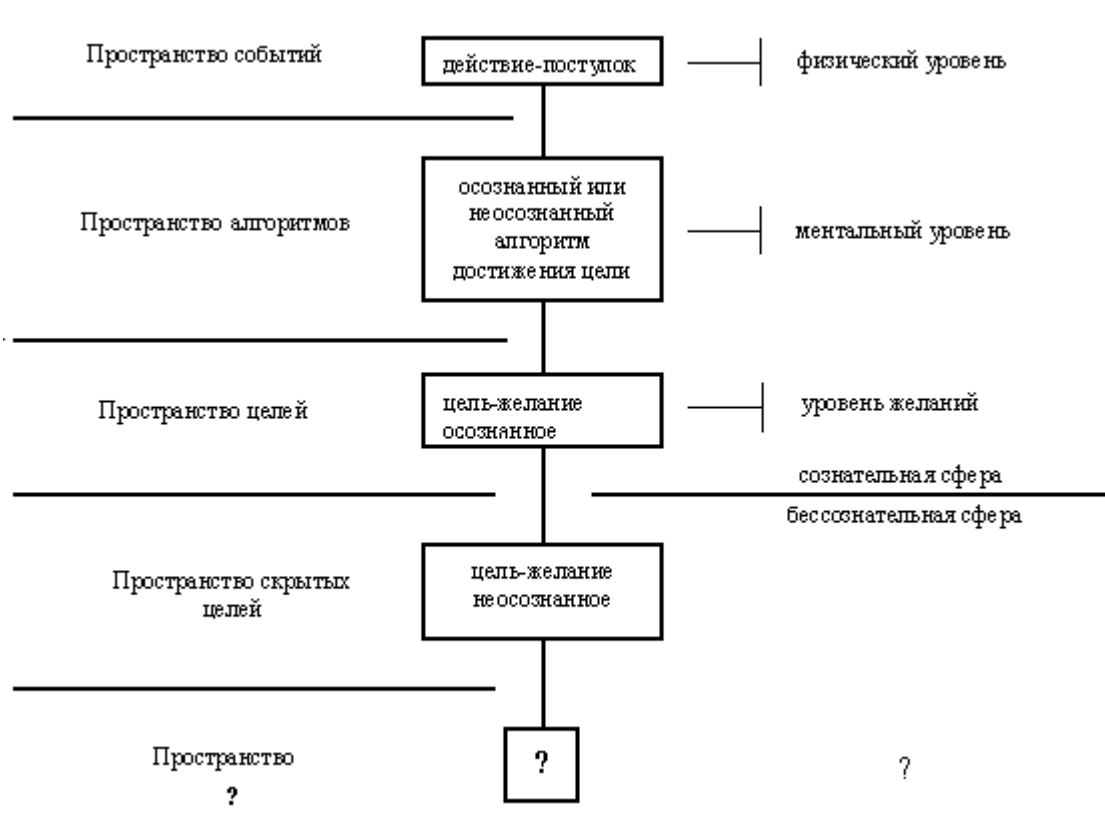 Пространство событий
действие-поступок
физический уровень
Пространство алгоритмов
осознанный или
неосознанный
алгоритм
достижения цели
ментальный уровень
Пространство целей
цель-желание
осознанное
уровень желаний
сознательная сфера
бессознательная сфера
Пространство скрытых
целей
цель-желание
неосознанное
Пространство
?
?
?